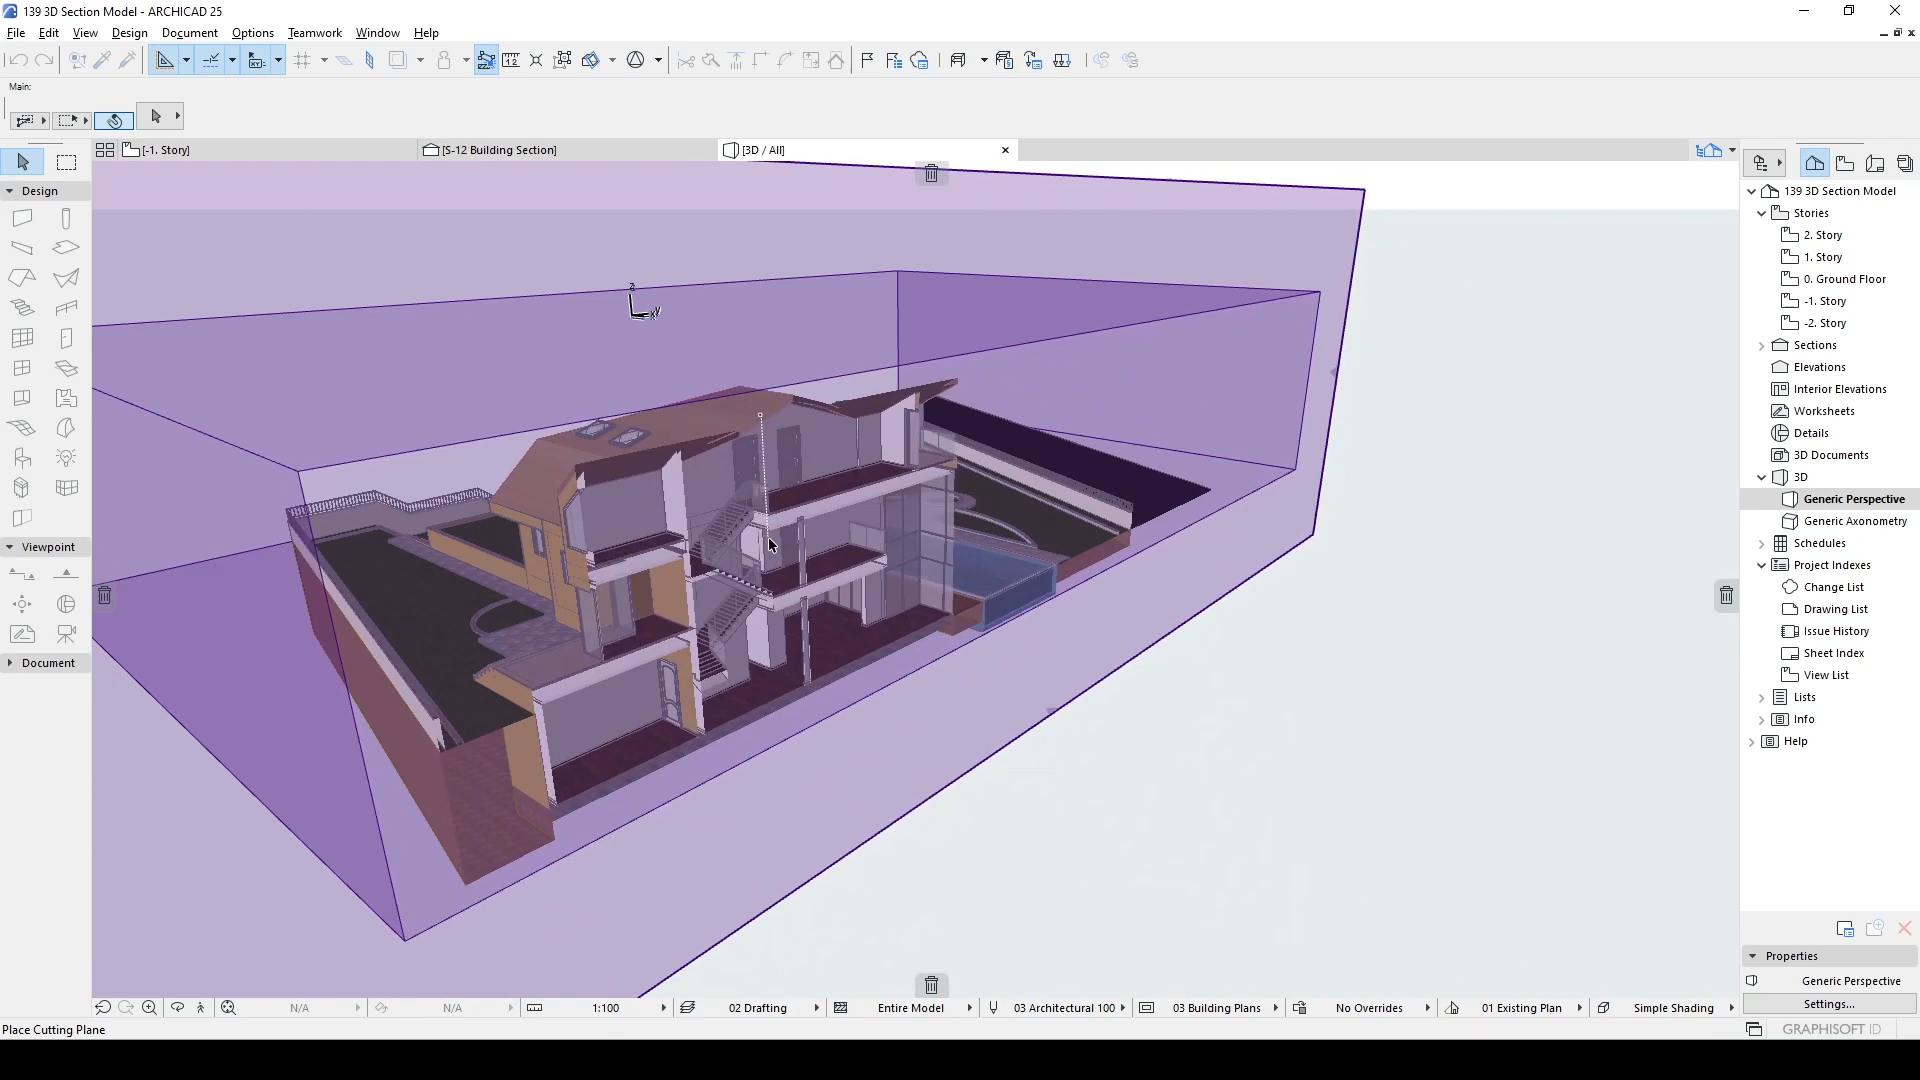 139 3D Section Model - ARCHICAD 25
File Edit View Design Document Options Teamwork Window Help
Main:
[-1. Story]
[S-12 Building Section]
[3D / All]
Design
Viewpoint
Document
z
y
x
139 3D Section Model
Stories
2. Story
1. Story
0. Ground Floor
-1. Story
-2. Story
Sections
Elevations
Interior Elevations
Worksheets
Details
3D Documents
3D
Generic Perspective
Generic Axonometry
Schedules
Project Indexes
Change List
Drawing List
Issue History
Sheet Index
View List
Lists
Info
Help
Properties
Generic Perspective
Settings...
N/A N/A 1:100 02 Drafting Entire Model 03 Architectural 100 03 Building Plans No Overrides 01 Existing Plan Simple Shading
Place Cutting Plane
GRAPHISOFT ID